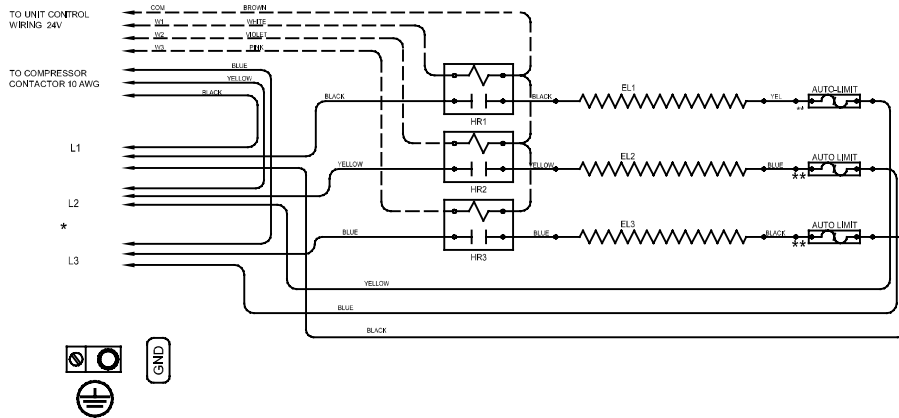 COM BROWN
TO UNIT CONTROL
WIRING 24V
W1 WHITE
W2 VIOLET
W3 PINK
TO COMPRESSOR
CONTACTOR 10 AWG
BLUE
YELLOW
BLACK
BLACK
HR1
BLACK
EL1
YEL
**
AUTO-LIMIT
L1
YELLOW
HR2
YELLOW
EL2
BLUE
**
AUTO LIMIT
L2
*
BLUE
HR3
BLUE
EL3
BLACK
**
AUTO LIMIT
L3
YELLOW
BLUE
BLACK
GND